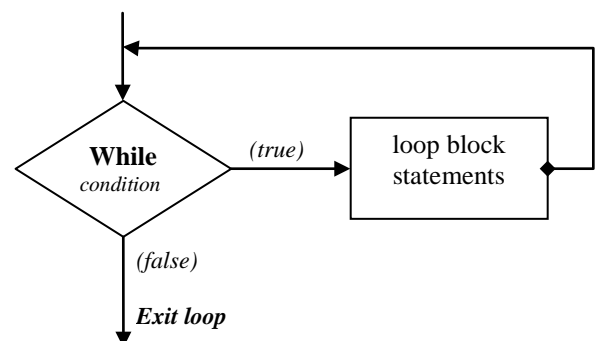 While
condition
(true)
loop block
statements
(false)
Exit loop